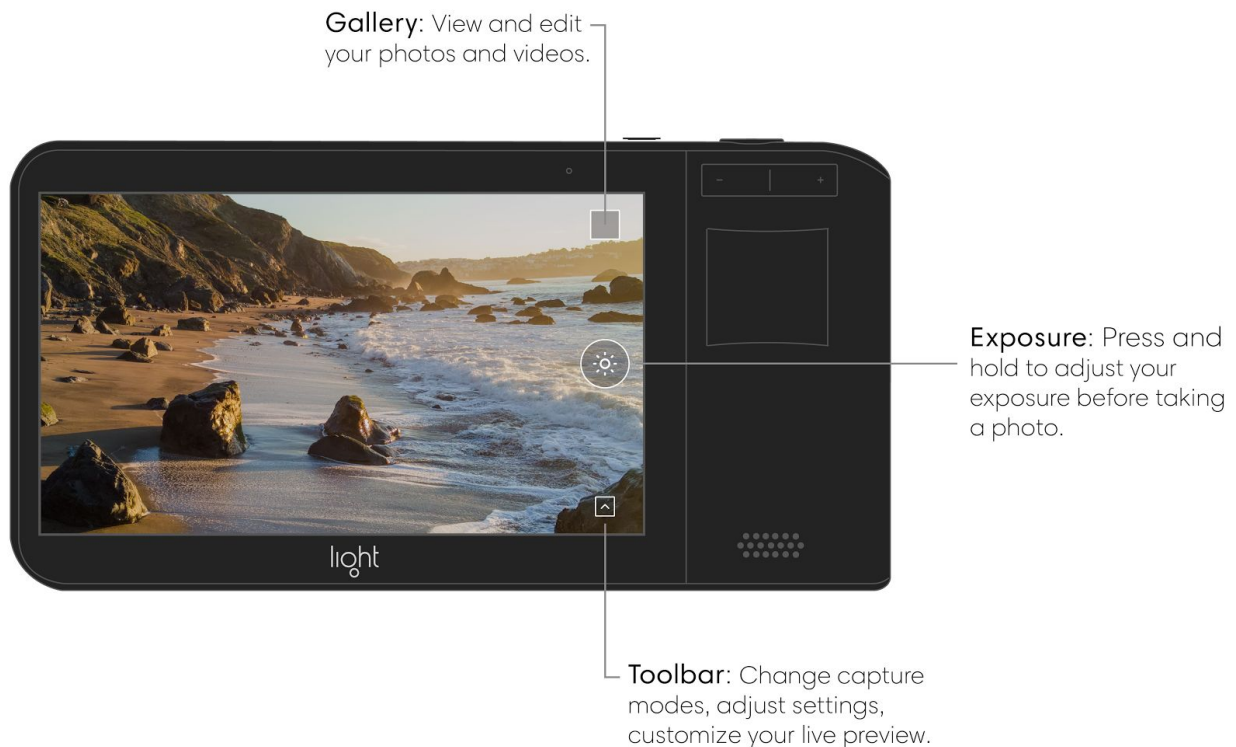 Gallery: View and edit
your photos and videos.
- +
Exposure: Press and
hold to adjust your
exposure before taking
a photo.
light
Toolbar: Change capture
modes, adjust settings,
customize your live preview.